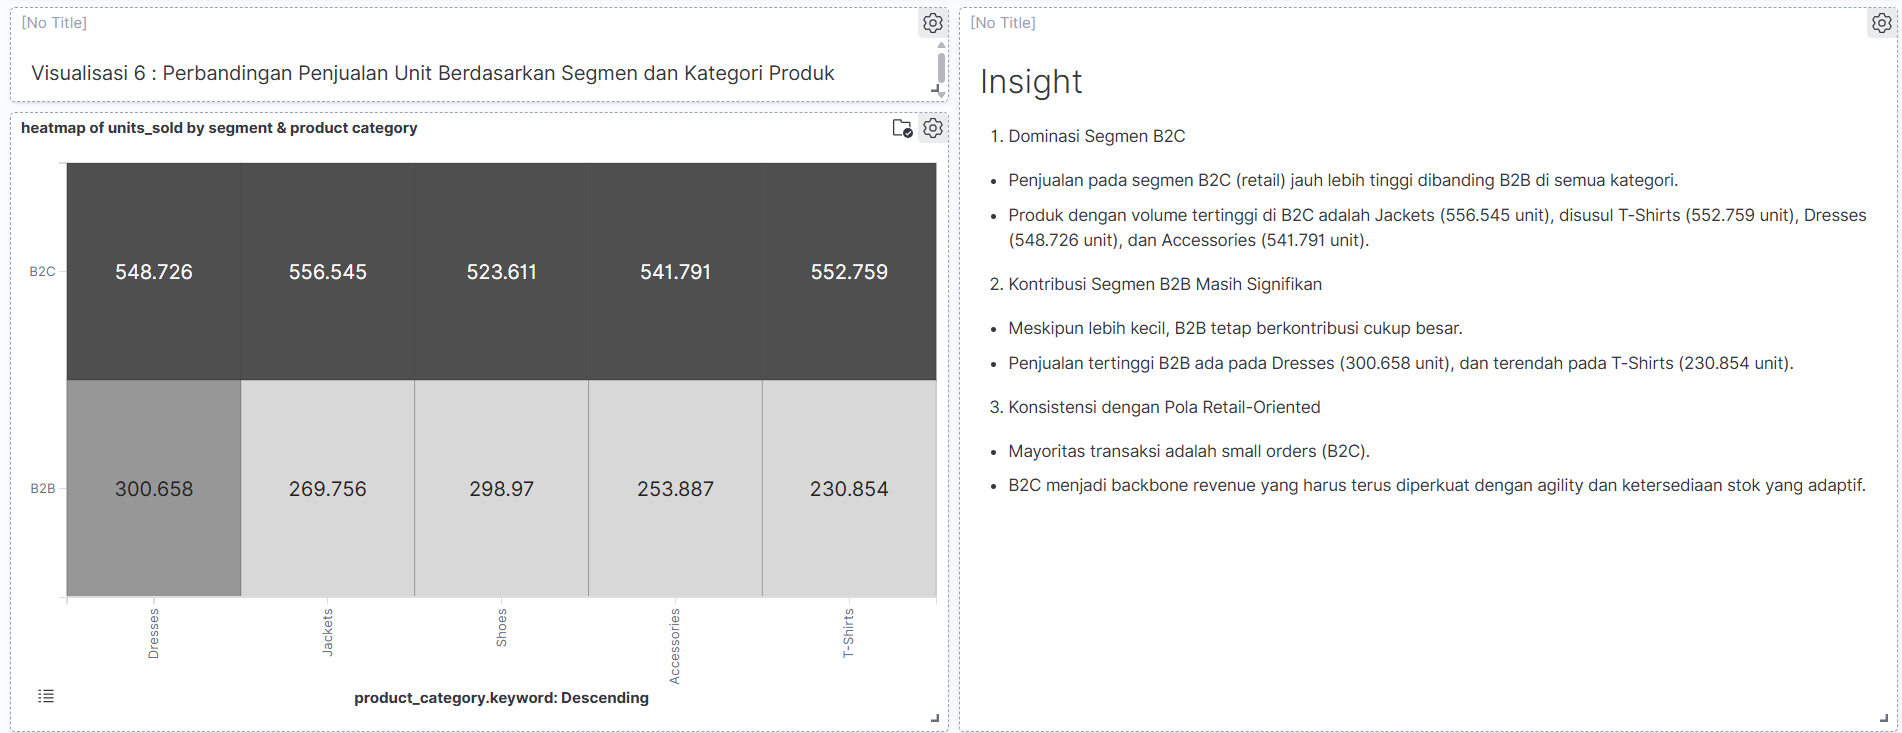 [No Title]
Visualisasi 6 : Perbandingan Penjualan Unit Berdasarkan Segmen dan Kategori Produk
heatmap of units_sold by segment & product category
B2C
548.726
556.545
523.611
541.791
552.759
B2B
300.658
269.756
298.97
253.887
230.854
Dresses
Jackets
Shoes
Accessories
T-Shirts
product_category.keyword: Descending
[No Title]
Insight
1. Dominasi Segmen B2C
• Penjualan pada segmen B2C (retail) jauh lebih tinggi dibanding B2B di semua kategori.
• Produk dengan volume tertinggi di B2C adalah Jackets (556.545 unit), disusul T-Shirts (552.759 unit), Dresses
(548.726 unit), dan Accessories (541.791 unit).
2. Kontribusi Segmen B2B Masih Signifikan
• Meskipun lebih kecil, B2B tetap berkontribusi cukup besar.
• Penjualan tertinggi B2B ada pada Dresses (300.658 unit), dan terendah pada T-Shirts (230.854 unit).
3. Konsistensi dengan Pola Retail-Oriented
• Mayoritas transaksi adalah small orders (B2C).
• B2C menjadi backbone revenue yang harus terus diperkuat dengan agility dan ketersediaan stok yang adaptif.